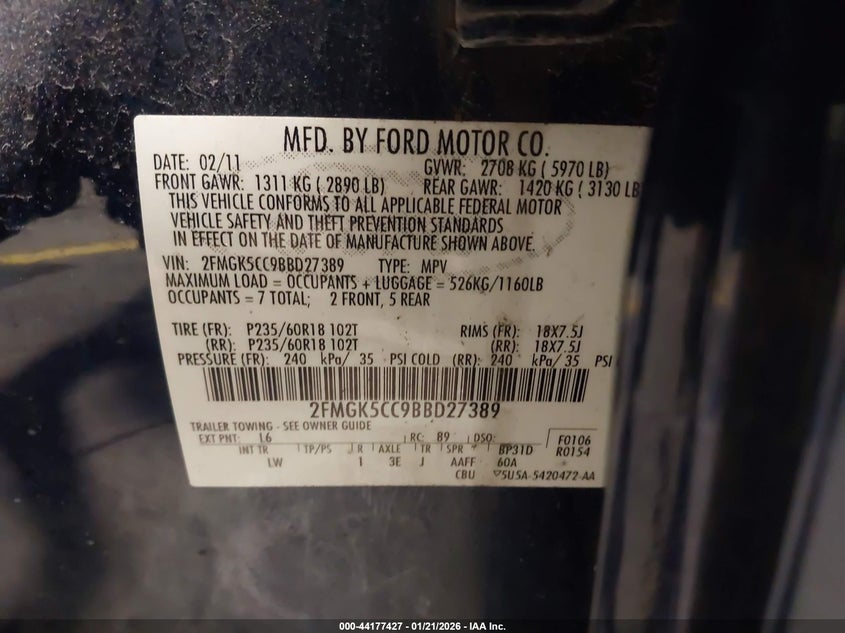 MFD. BY FORD MOTOR CO.
DATE: 02/11 GVWR: 2708 KG ( 5970 LB)
FRONT GAWR: 1311 KG ( 2890 LB) REAR GAWR: 1420 KG ( 3130 LB
THIS VEHICLE CONFORMS TO ALL APPLICABLE FEDERAL MOTOR
VEHICLE SAFETY AND THEFT PREVENTION STANDARDS
IN EFFECT ON THE DATE OF MANUFACTURE SHOWN ABOVE.
VIN: 2FMGK5CC9BBD27389 TYPE: MPV
MAXIMUM LOAD = OCCUPANTS + LUGGAGE = 526KG/1160LB
OCCUPANTS = 7 TOTAL; 2 FRONT, 5 REAR
TIRE (FR): P235/60R18 102T RIMS (FR): 18X7.5J
(RR): P235/60R18 102T (RR): 18X7.5J
PRESSURE (FR): 240 kPa/ 35 PSI COLD (RR): 240 kPa/ 35 PSI
2FMGK5CC9BBD27389
TRAILER TOWING - SEE OWNER GUIDE
EXT PNT: L6 RC: 89 DSO: F0106
INT TR TP/PS R AXLE TR SPR BP31D R0154
LW 1 3E J AAFF 60A
CBU 5U5A-5420472-AA
000-44177427 - 01/21/2026 - IAA Inc.